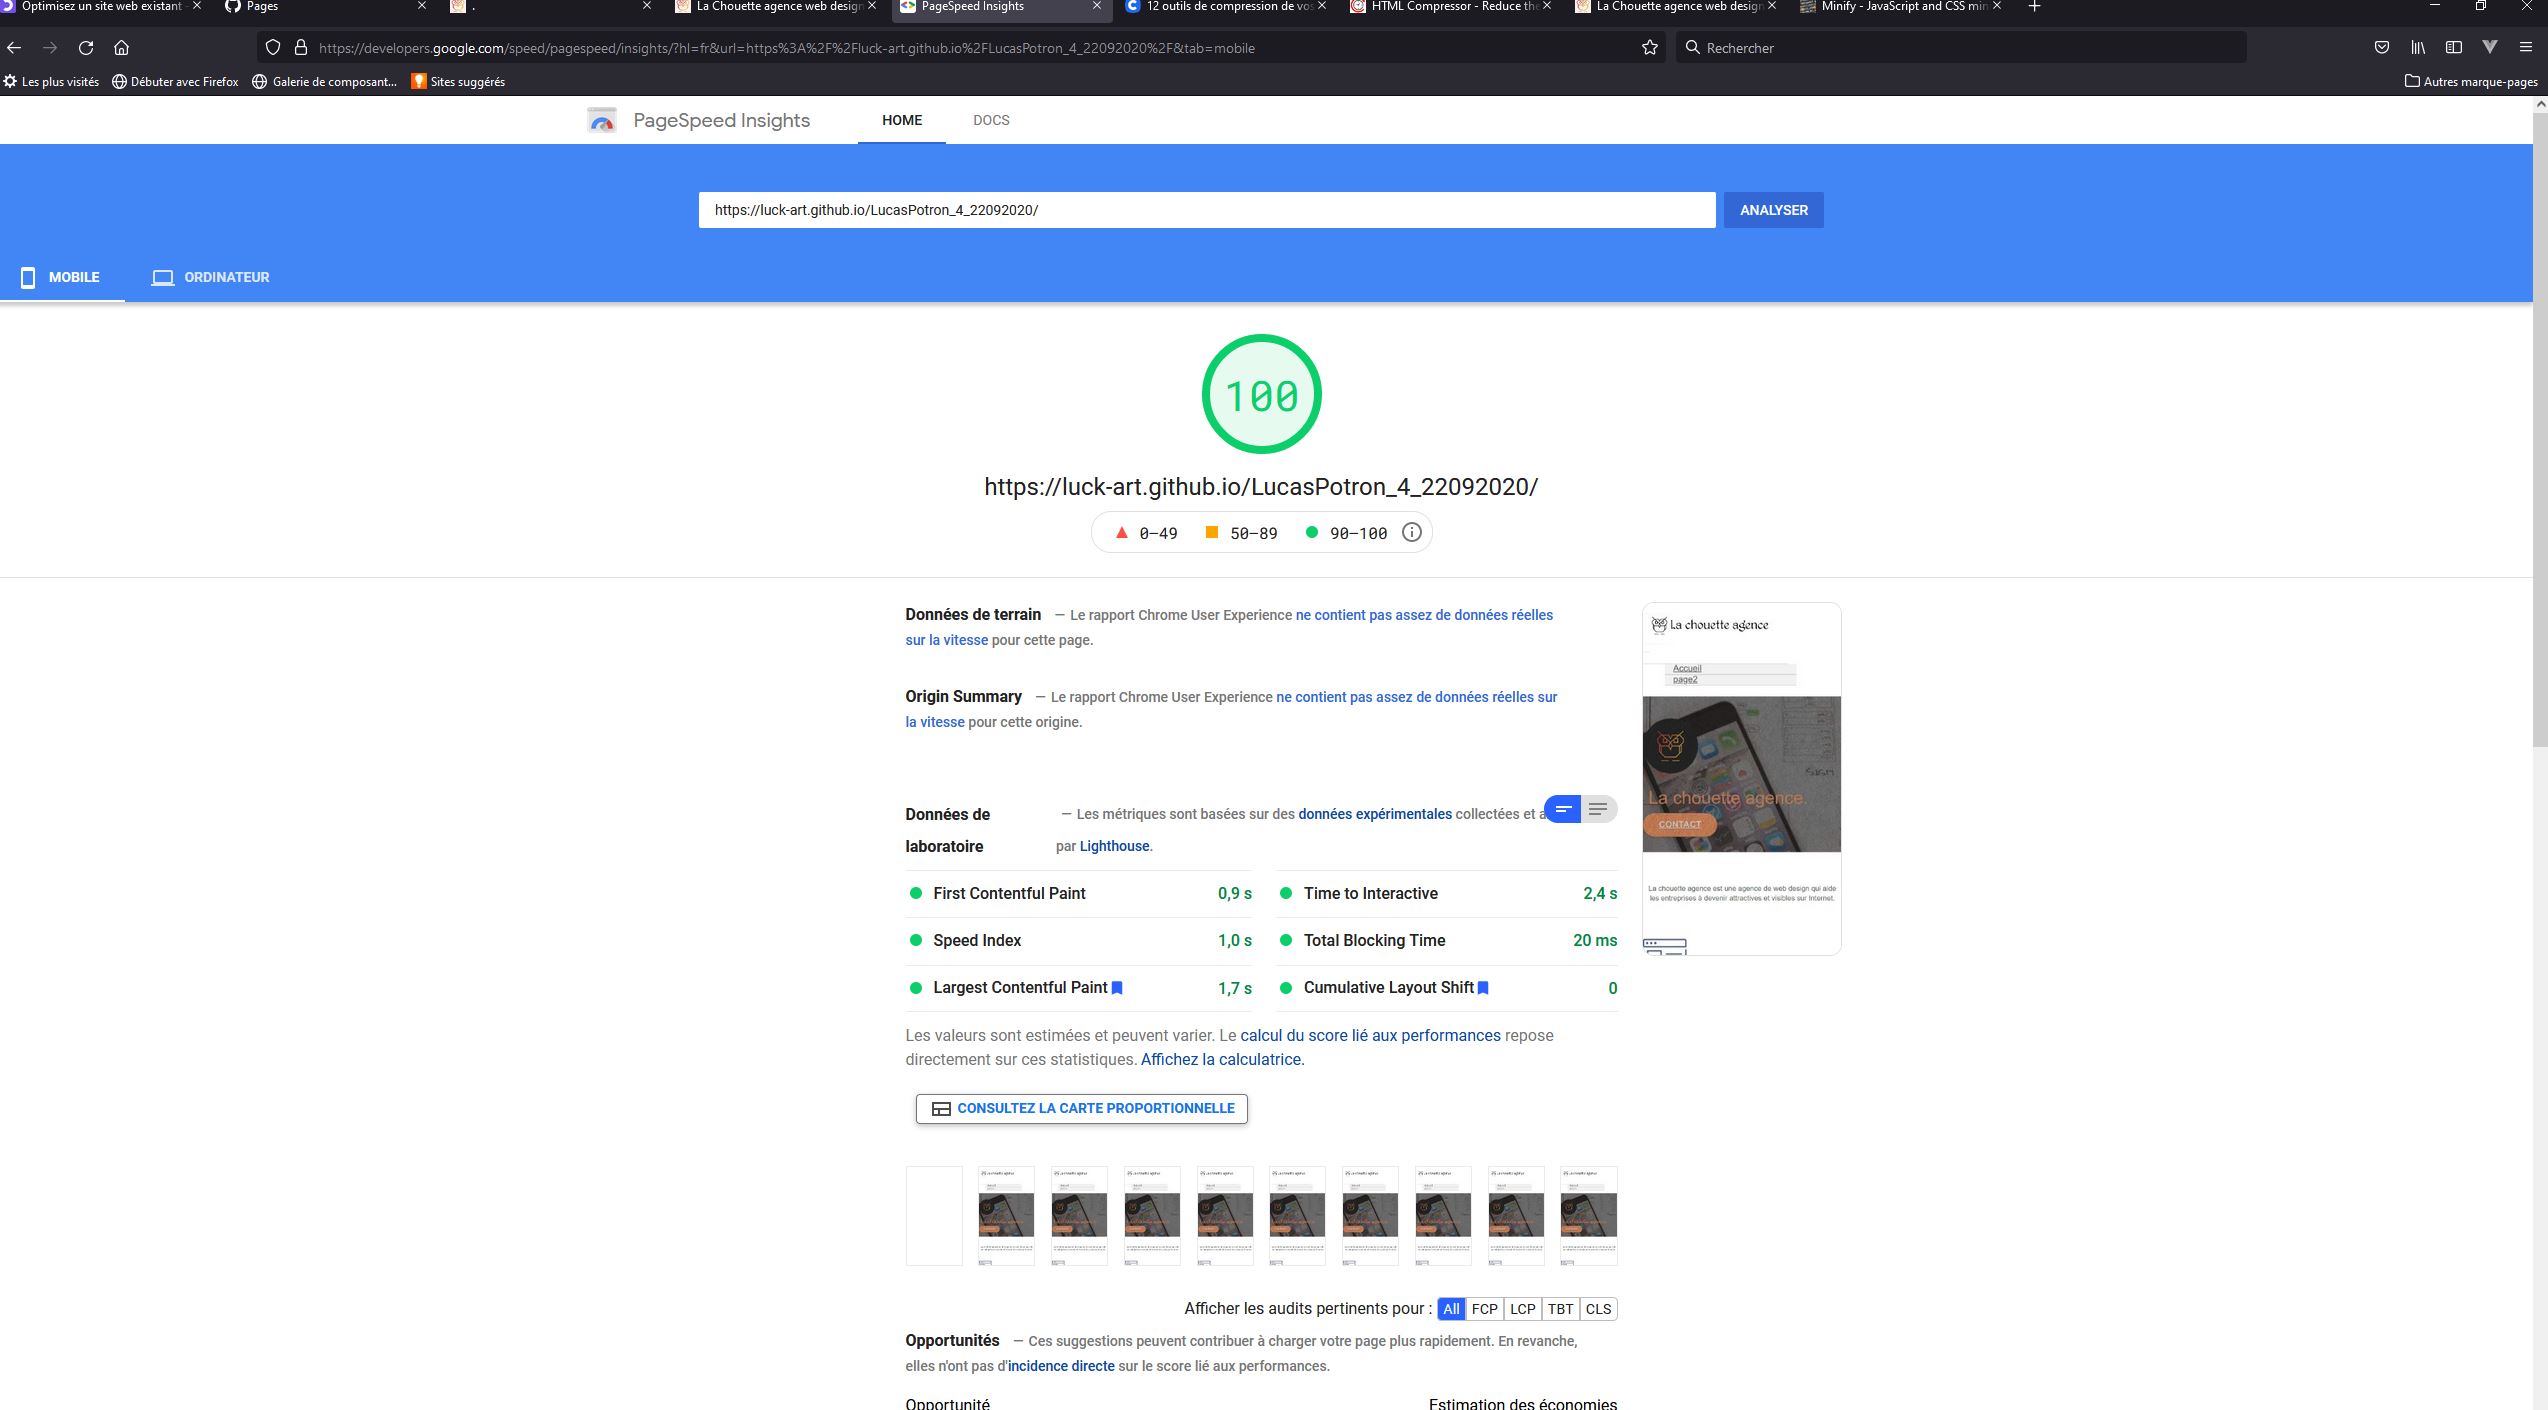 Optimisez un site web existant -
Pages
.
La Chouette agence web design
PageSpeed Insights
12 outils de compression de vos
HTML Compressor - Reduce the
La Chouette agence web design
Minify - JavaScript and CSS min
https://developers.google.com/speed/pagespeed/insights/?hl=fr&url=https%3A%2F%2Fluck-art.github.io%2FLucasPotron_4_22092020%2F&tab=mobile
Rechercher
Les plus visités
Débuter avec Firefox
Galerie de composant...
Sites suggérés
Autres marque-pages
PageSpeed Insights
HOME
DOCS
https://luck-art.github.io/LucasPotron_4_22092020/
ANALYSER
MOBILE
ORDINATEUR
100
https://luck-art.github.io/LucasPotron_4_22092020/
0–49
50–89
90–100
Données de terrain — Le rapport Chrome User Experience ne contient pas assez de données réelles
sur la vitesse pour cette page.
Origin Summary — Le rapport Chrome User Experience ne contient pas assez de données réelles sur
la vitesse pour cette origine.
Données de
laboratoire
— Les métriques sont basées sur des données expérimentales collectées et a
par Lighthouse.
First Contentful Paint 0,9 s
Time to Interactive 2,4 s
Speed Index 1,0 s
Total Blocking Time 20 ms
Largest Contentful Paint 1,7 s
Cumulative Layout Shift 0
Les valeurs sont estimées et peuvent varier. Le calcul du score lié aux performances repose
directement sur ces statistiques. Affichez la calculatrice.
CONSULTEZ LA CARTE PROPORTIONNELLE
La chouette agence
Accueil
page2
La chouette agence.
CONTACT
La chouette agence est une agence de web design qui aide
les entreprises à devenir attractives et visibles sur Internet.
Afficher les audits pertinents pour : All FCP LCP TBT CLS
Opportunités — Ces suggestions peuvent contribuer à charger votre page plus rapidement. En revanche,
elles n'ont pas d'incidence directe sur le score lié aux performances.
Opportunité
Estimation des économies